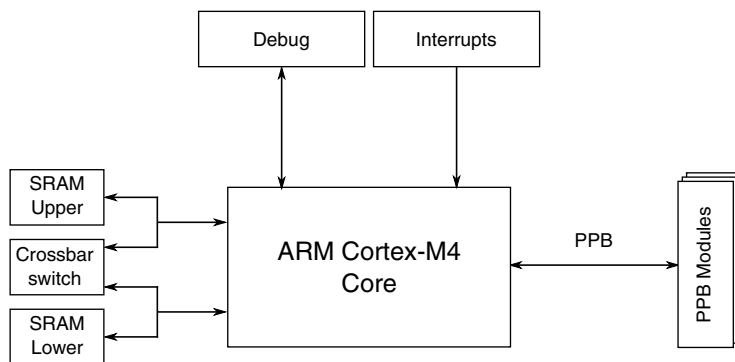 Debug
Interrupts
SRAM
Upper
Crossbar
switch
SRAM
Lower
ARM Cortex-M4
Core
PPB
PPB Modules